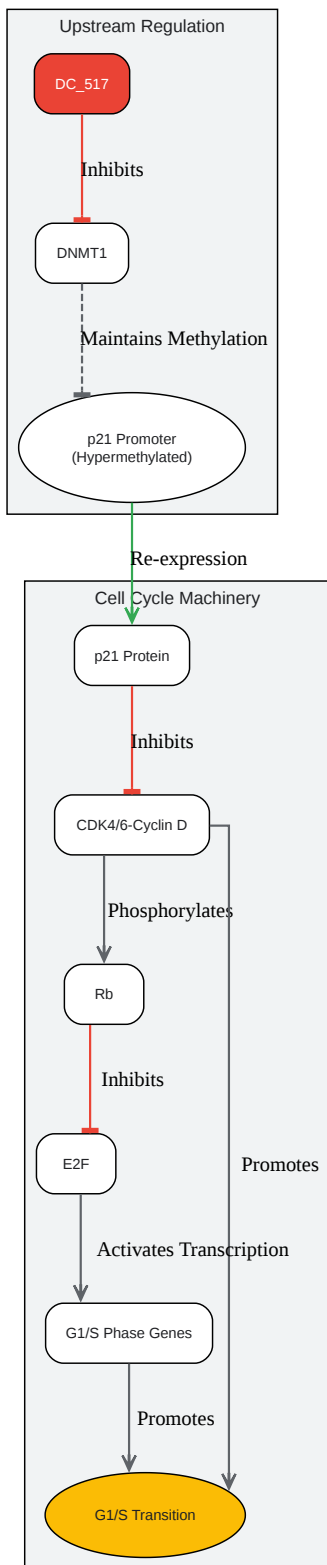 Upstream Regulation
DC_517
Inhibits
DNMT1
Maintains Methylation
p21 Promoter
(Hypermethylated)
Re-expression
Cell Cycle Machinery
p21 Protein
Inhibits
CDK4/6-Cyclin D
Phosphorylates
Rb
Inhibits
E2F
Promotes
Activates Transcription
G1/S Phase Genes
Promotes
G1/S Transition